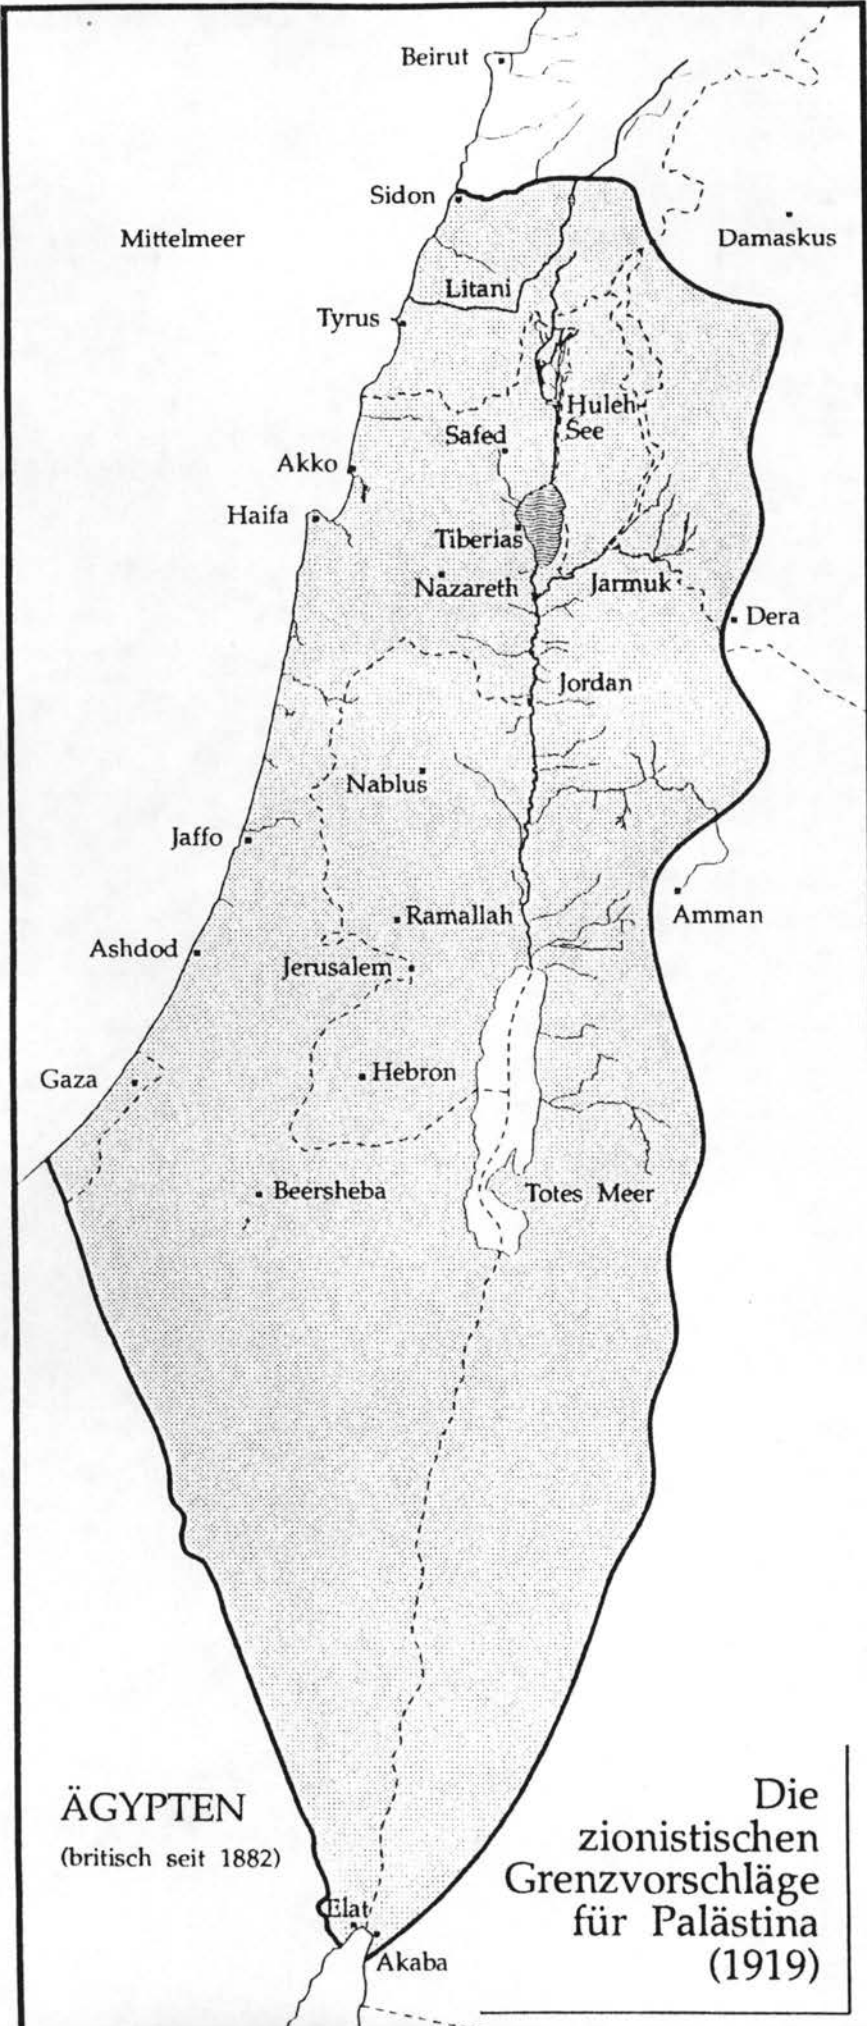 Beirut
Sidon
Mittelmeer
Damaskus
Litani
Tyrus
Huleh-
See
Safed
Akko
Haifa
Tiberias
Nazareth
Jarmuk
Dera
Jordan
Nablus
Jaffo
Ramallah
Amman
Ashdod
Jerusalem
Gaza
Hebron
Beersheba
Totes Meer
ÄGYPTEN
(britisch seit 1882)
Die
zionistischen
Grenzvorschläge
für Palästina
(1919)
Elat
Akaba